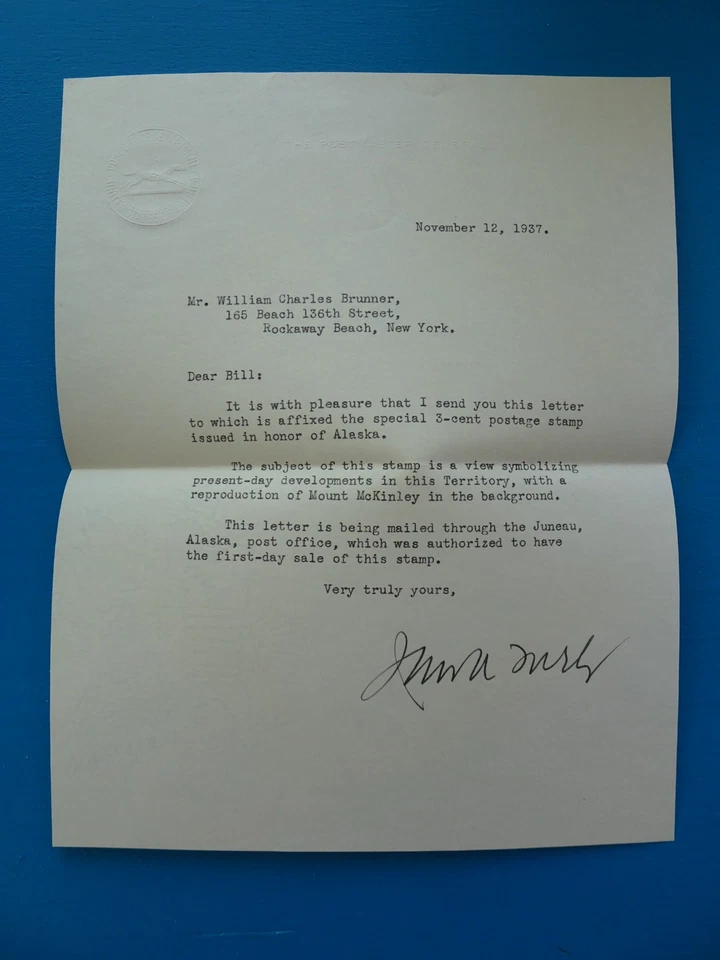 THE POSTMASTER GENERAL
November 12, 1937.
Mr. William Charles Brunner,
165 Beach 136th Street,
Rockaway Beach, New York.
Dear Bill:
It is with pleasure that I send you this letter
to which is affixed the special 3-cent postage stamp
issued in honor of Alaska.
The subject of this stamp is a view symbolizing
present-day developments in this Territory, with a
reproduction of Mount McKinley in the background.
This letter is being mailed through the Juneau,
Alaska, post office, which was authorized to have
the first-day sale of this stamp.
Very truly yours,